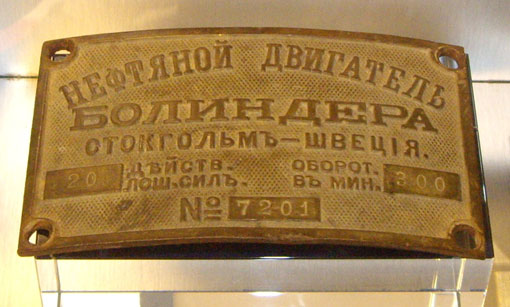 НЕФТЯНОЙ ДВИГАТЕЛЬ
БОЛИНДЕРА
СТОКГОЛЬМЪ—ШВЕЦІЯ.
20 ДѢЙСТВ. ЛОШ. СИЛЪ. ОБОРОТ. ВЪ МИН. 300
№ 7201